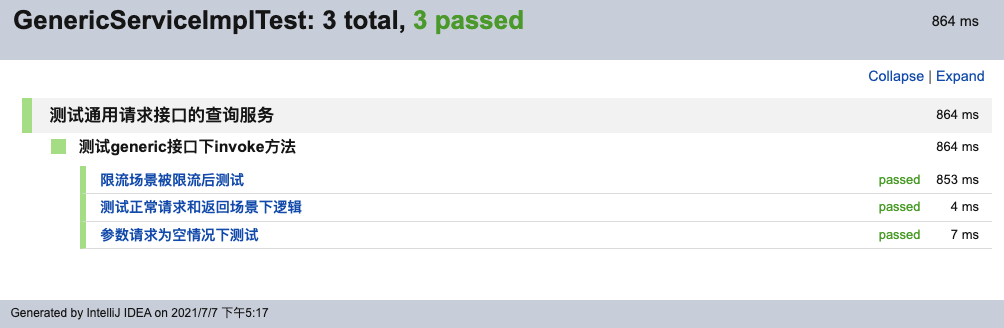 GenericServiceImplTest: 3 total, 3 passed 864 ms
Collapse | Expand
测试通用请求接口的查询服务 864 ms
测试generic接口下invoke方法 864 ms
限流场景被限流后测试 passed 853 ms
测试正常请求和返回场景下逻辑 passed 4 ms
参数请求为空情况下测试 passed 7 ms
Generated by IntelliJ IDEA on 2021/7/7 下午5:17